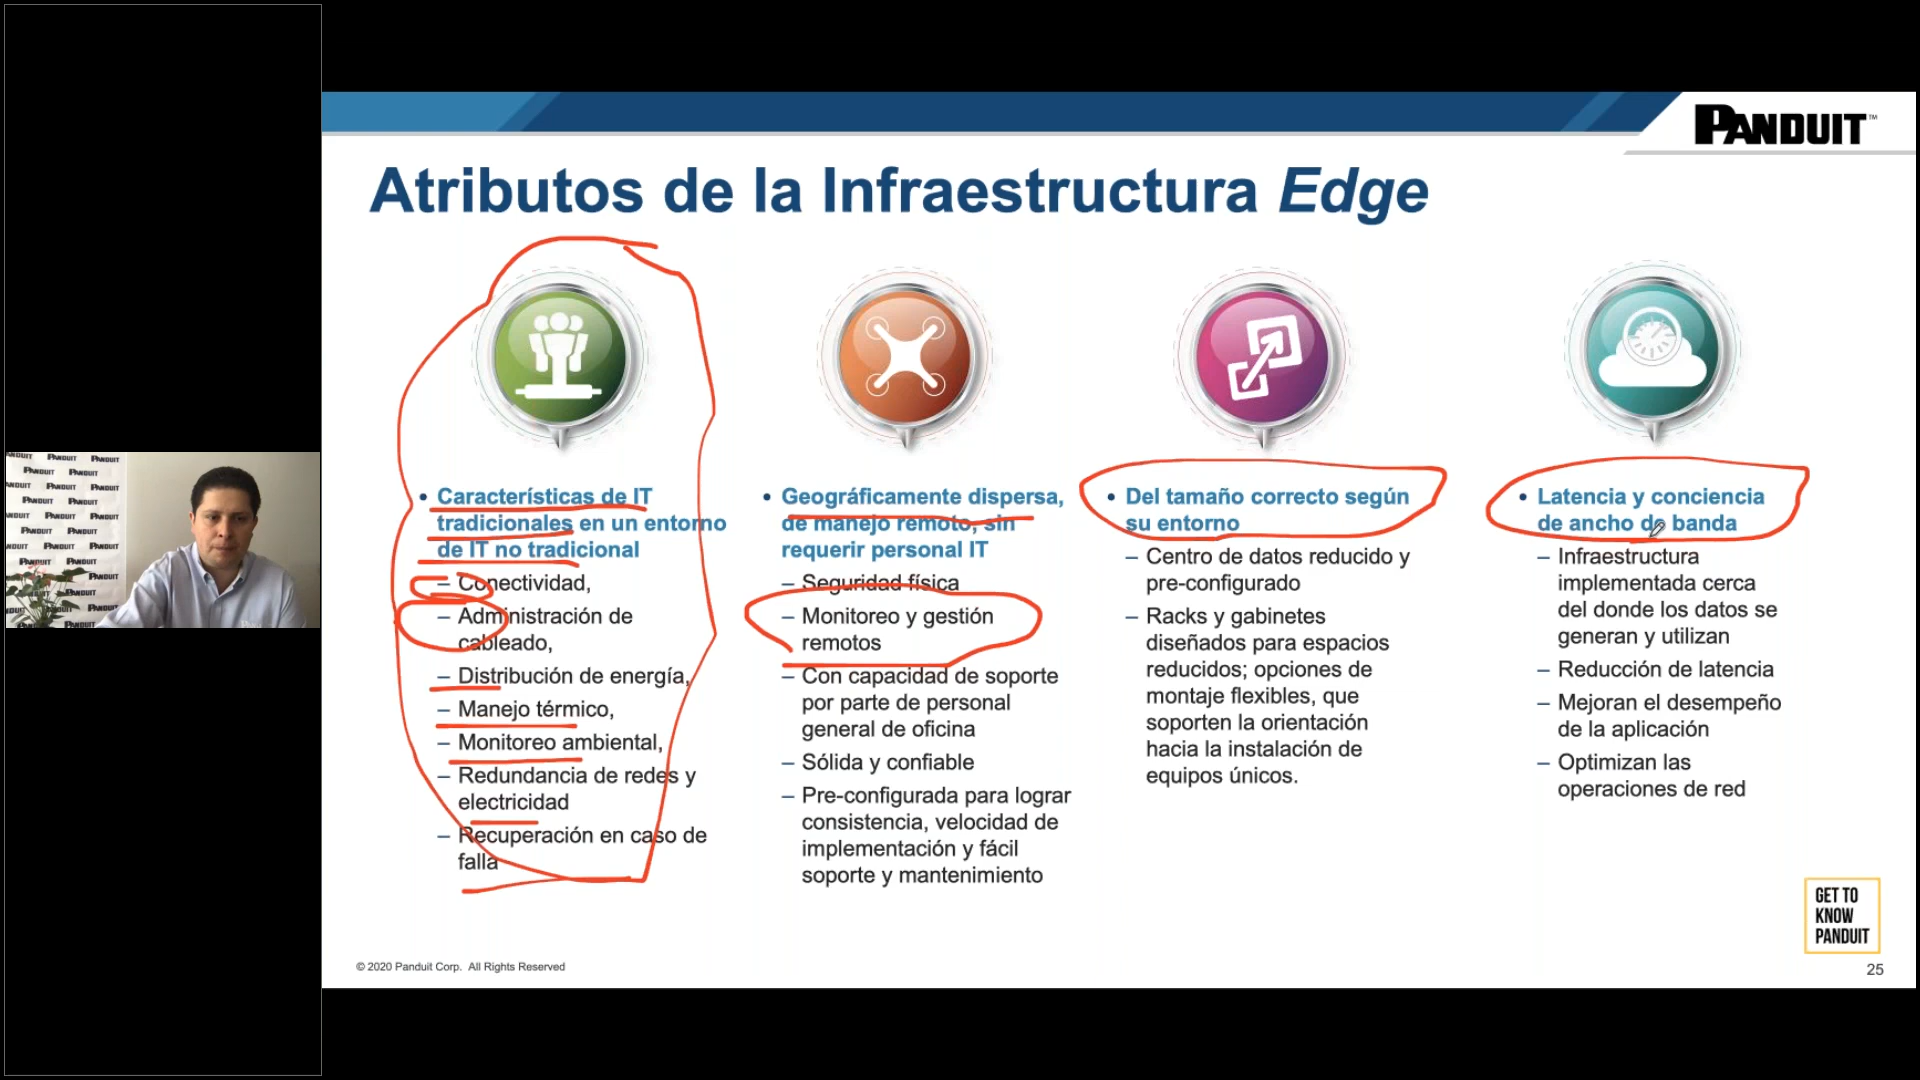 PANDUIT™
Atributos de la Infraestructura Edge
• Características de IT
tradicionales en un entorno
de IT no tradicional
– Conectividad,
– Administración de
cableado,
– Distribución de energía,
– Manejo térmico,
– Monitoreo ambiental,
– Redundancia de redes y
electricidad
– Recuperación en caso de
falla
• Geográficamente dispersa,
de manejo remoto, sin
requerir personal IT
– Seguridad física
– Monitoreo y gestión
remotos
– Con capacidad de soporte
por parte de personal
general de oficina
– Sólida y confiable
– Pre-configurada para lograr
consistencia, velocidad de
implementación y fácil
soporte y mantenimiento
• Del tamaño correcto según
su entorno
– Centro de datos reducido y
pre-configurado
– Racks y gabinetes
diseñados para espacios
reducidos; opciones de
montaje flexibles, que
soporten la orientación
hacia la instalación de
equipos únicos.
• Latencia y conciencia
de ancho de banda
– Infraestructura
implementada cerca
del donde los datos se
generan y utilizan
– Reducción de latencia
– Mejoran el desempeño
de la aplicación
– Optimizan las
operaciones de red
GET TO
KNOW
PANDUIT
© 2020 Panduit Corp. All Rights Reserved
25